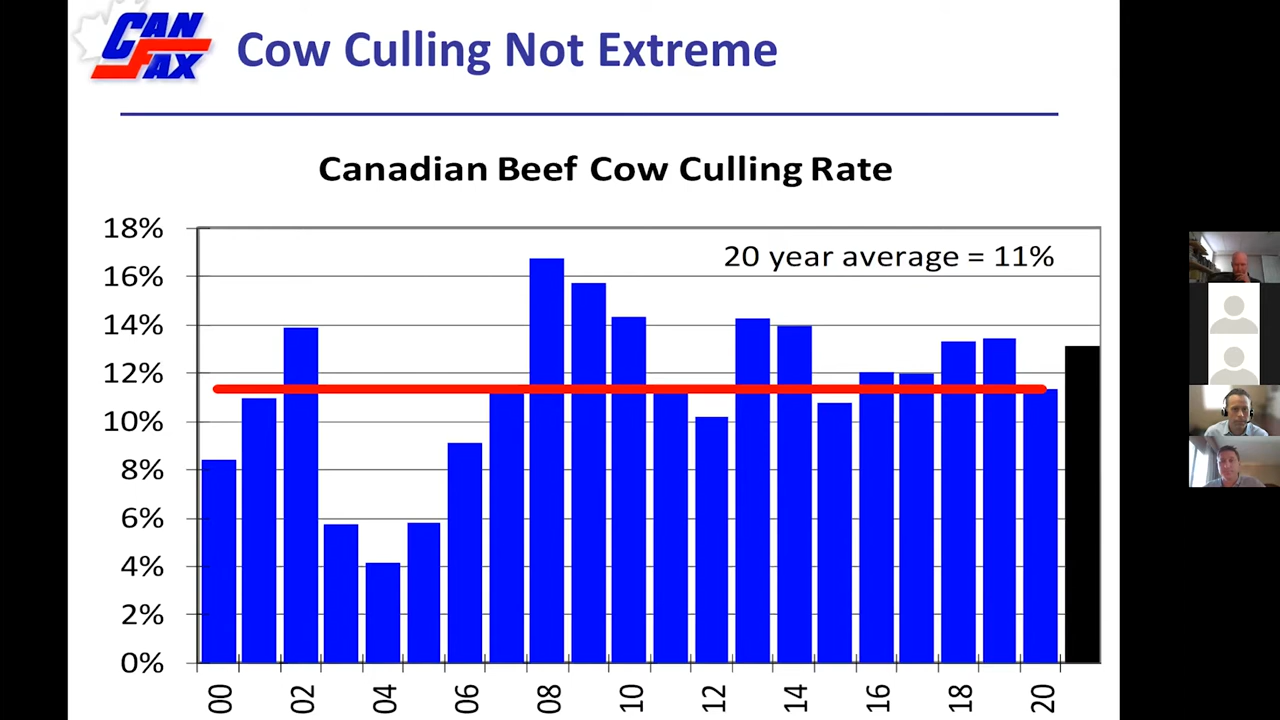 CAN
FAX
Cow Culling Not Extreme
Canadian Beef Cow Culling Rate
20 year average = 11%
18%
16%
14%
12%
10%
8%
6%
4%
2%
0%
00 02 04 06 08 10 12 14 16 18 20